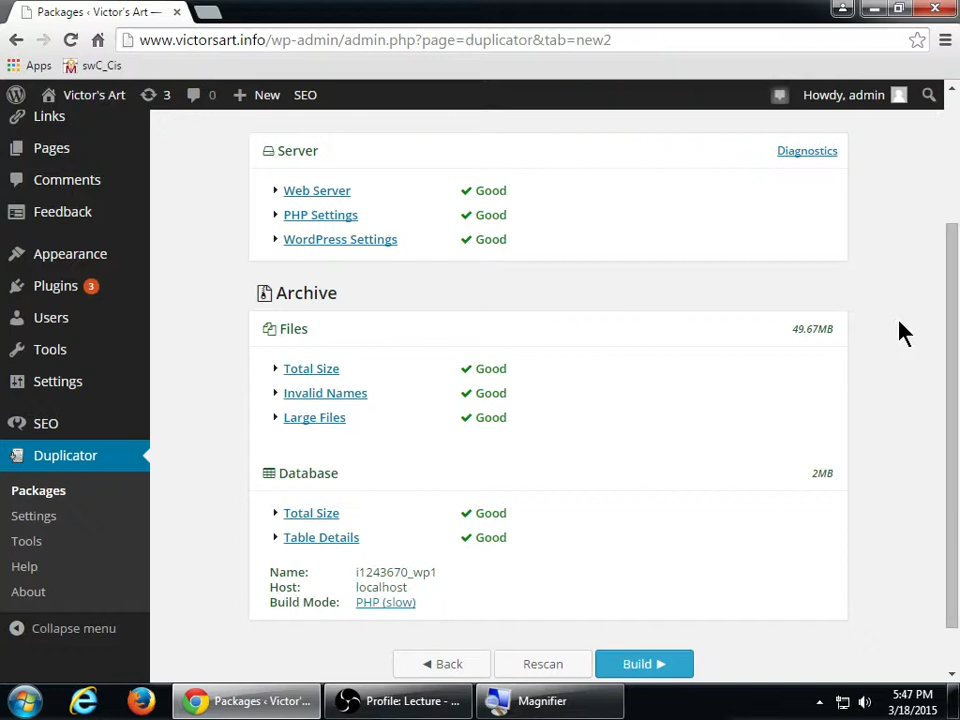 Packages ‹ Victor's Art —
www.victorsart.info/wp-admin/admin.php?page=duplicator&tab=new2
Apps swC_Cis
Victor's Art 3 0 New SEO Howdy, admin
Links
Pages
Comments
Feedback
Appearance
Plugins 3
Users
Tools
Settings
SEO
Duplicator
Packages
Settings
Tools
Help
About
Collapse menu
Server Diagnostics
Web Server Good
PHP Settings Good
WordPress Settings Good
Archive
Files 49.67MB
Total Size Good
Invalid Names Good
Large Files Good
Database 2MB
Total Size Good
Table Details Good
Name: i1243670_wp1
Host: localhost
Build Mode: PHP (slow)
Back Rescan Build
Packages ‹ Victor'... Profile: Lecture - ... Magnifier
5:47 PM
3/18/2015